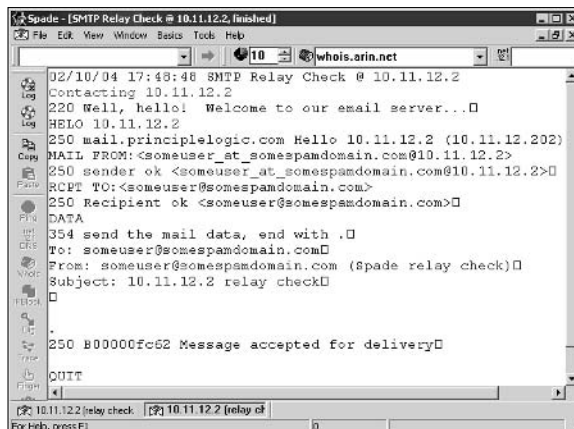 Spade - [SMTP Relay Check @ 10.11.12.2, finished]
File Edit View Window Basics Tools Help
10 whois.arin.net
02/10/04 17:48:48 SMTP Relay Check @ 10.11.12.2
Contacting 10.11.12.2
220 Well, hello! Welcome to our email server...
HELO 10.11.12.2
250 mail.principlelogic.com Hello 10.11.12.2 (10.11.12.202)
MAIL FROM:<someuser_at_somespamdomain.com@10.11.12.2>
250 sender ok <someuser_at_somespamdomain.com@10.11.12.2>
RCPT TO:<someuser@somespamdomain.com>
250 Recipient ok <someuser@somespamdomain.com>
DATA
354 send the mail data, end with .
To: someuser@somespamdomain.com
From: someuser@somespamdomain.com (Spade relay check)
Subject: 10.11.12.2 relay check
.
250 B00000fc62 Message accepted for delivery
QUIT
Log
Log
Copy
Paste
Ping
DNS
Whois
IPBlock
Dig
Trace
Finger
10.11.12.2 [relay check
10.11.12.2 [relay ch
For Help, press F1
0